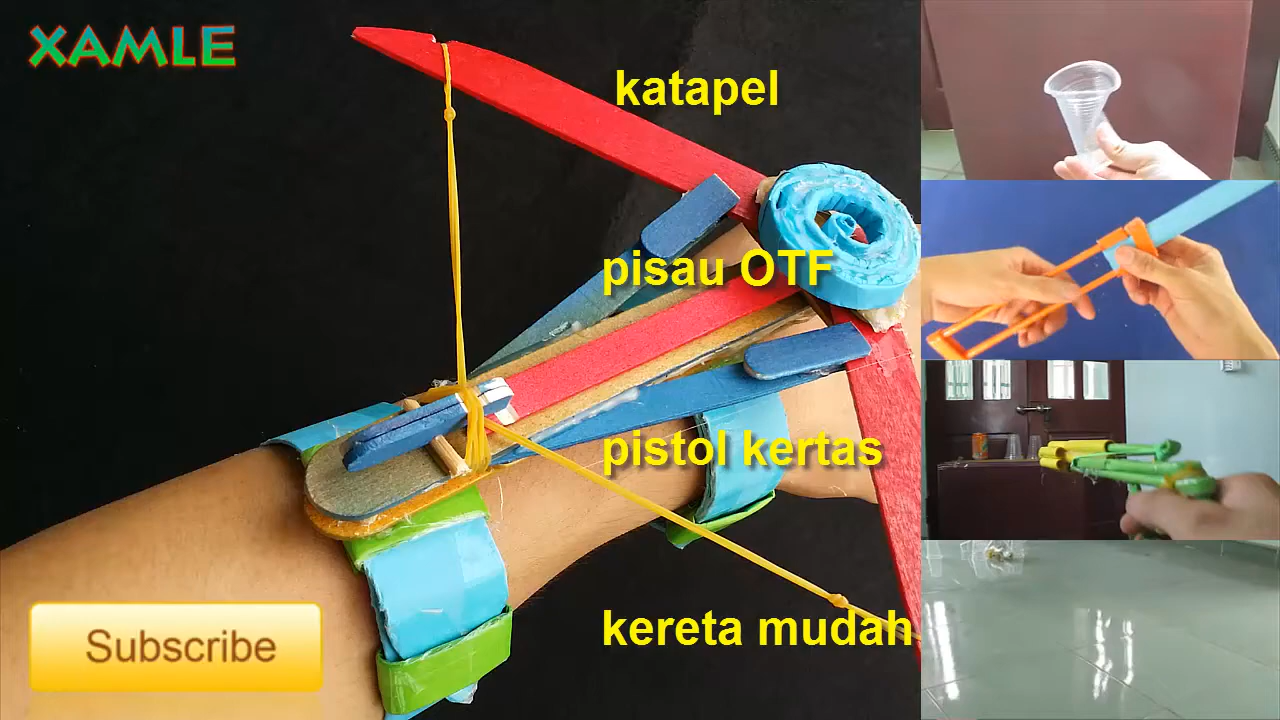 XAMLE
katapel
pisau OTF
pistol kertas
kereta mudah
Subscribe